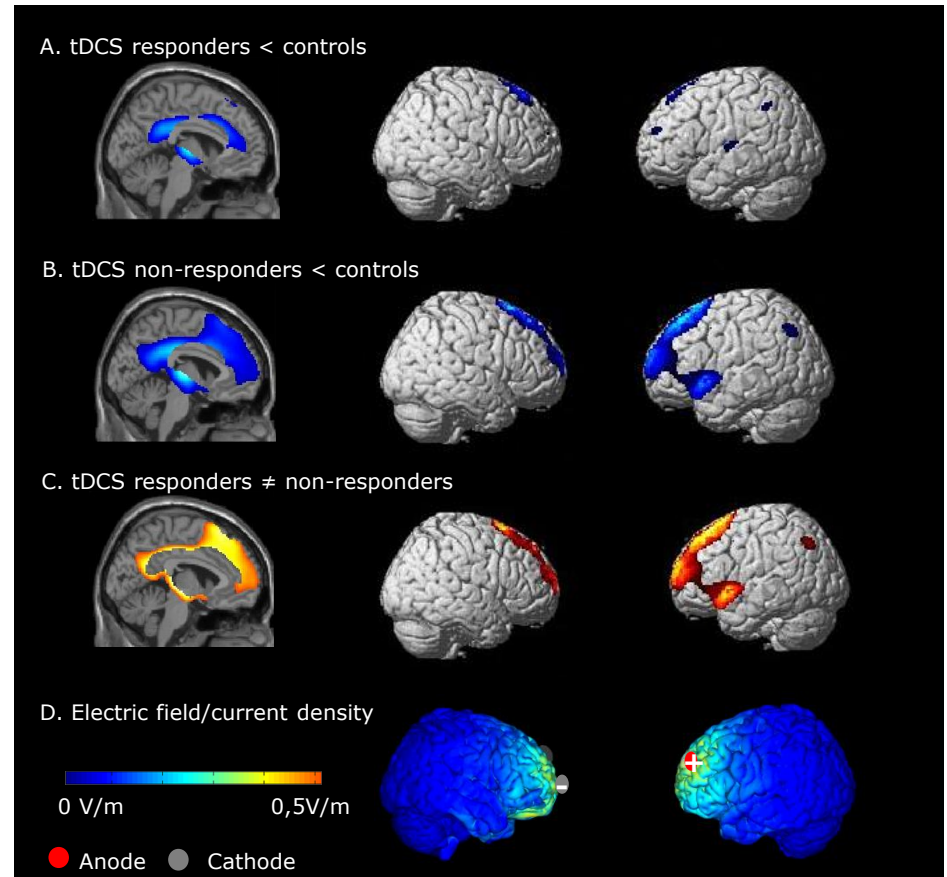 A. tDCS responders < controls
B. tDCS non-responders < controls
C. tDCS responders ≠ non-responders
D. Electric field/current density
0 V/m 0,5V/m
Anode Cathode